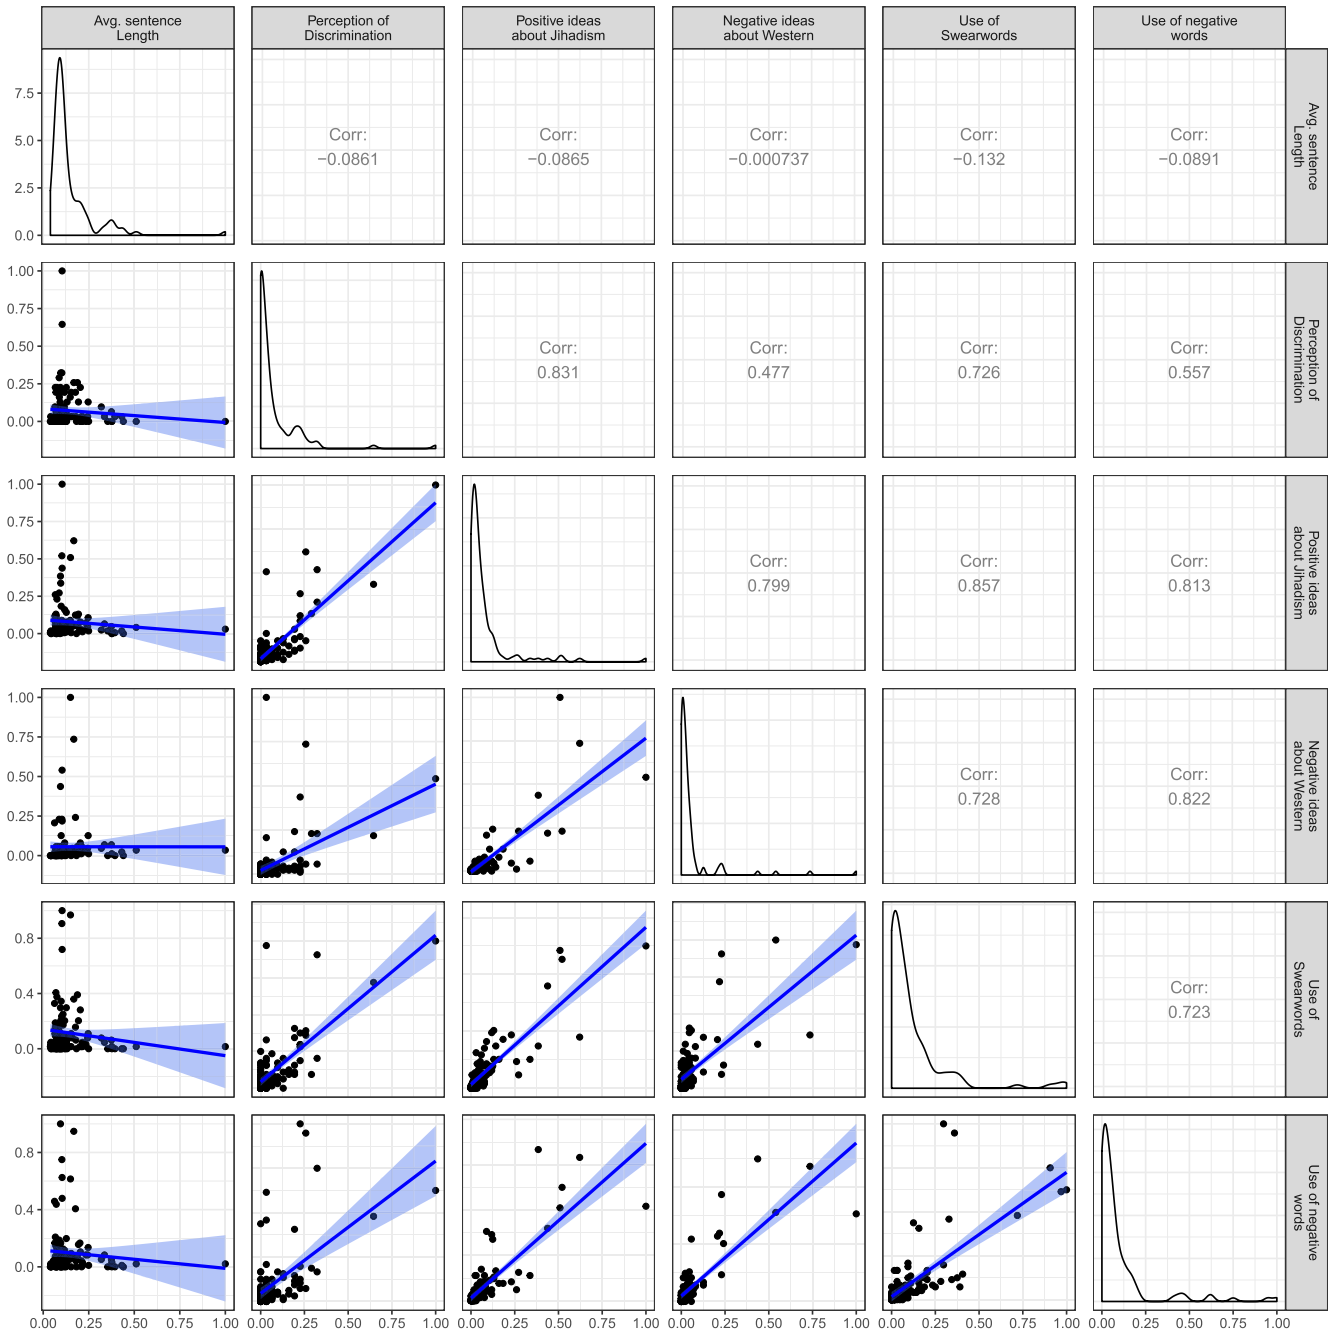 Avg. sentence
Length
Perception of
Discrimination
Positive ideas
about Jihadism
Negative ideas
about Western
Use of
Swearwords
Use of negative
words
7.5
5.0
2.5
0.0
Corr:
−0.0861
Corr:
−0.0865
Corr:
−0.000737
Corr:
−0.132
Corr:
−0.0891
Avg. sentence
Length
1.00
0.75
0.50
0.25
0.00
Corr:
0.831
Corr:
0.477
Corr:
0.726
Corr:
0.557
Perception of
Discrimination
1.00
0.75
0.50
0.25
0.00
Corr:
0.799
Corr:
0.857
Corr:
0.813
Positive ideas
about Jihadism
1.00
0.75
0.50
0.25
0.00
Corr:
0.728
Corr:
0.822
Negative ideas
about Western
0.8
0.4
0.0
Corr:
0.723
Use of
Swearwords
0.8
0.4
0.0
Use of negative
words
0.00 0.25 0.50 0.75 1.00 0.00 0.25 0.50 0.75 1.00 0.00 0.25 0.50 0.75 1.00 0.00 0.25 0.50 0.75 1.00 0.00 0.25 0.50 0.75 1.00 0.00 0.25 0.50 0.75 1.00